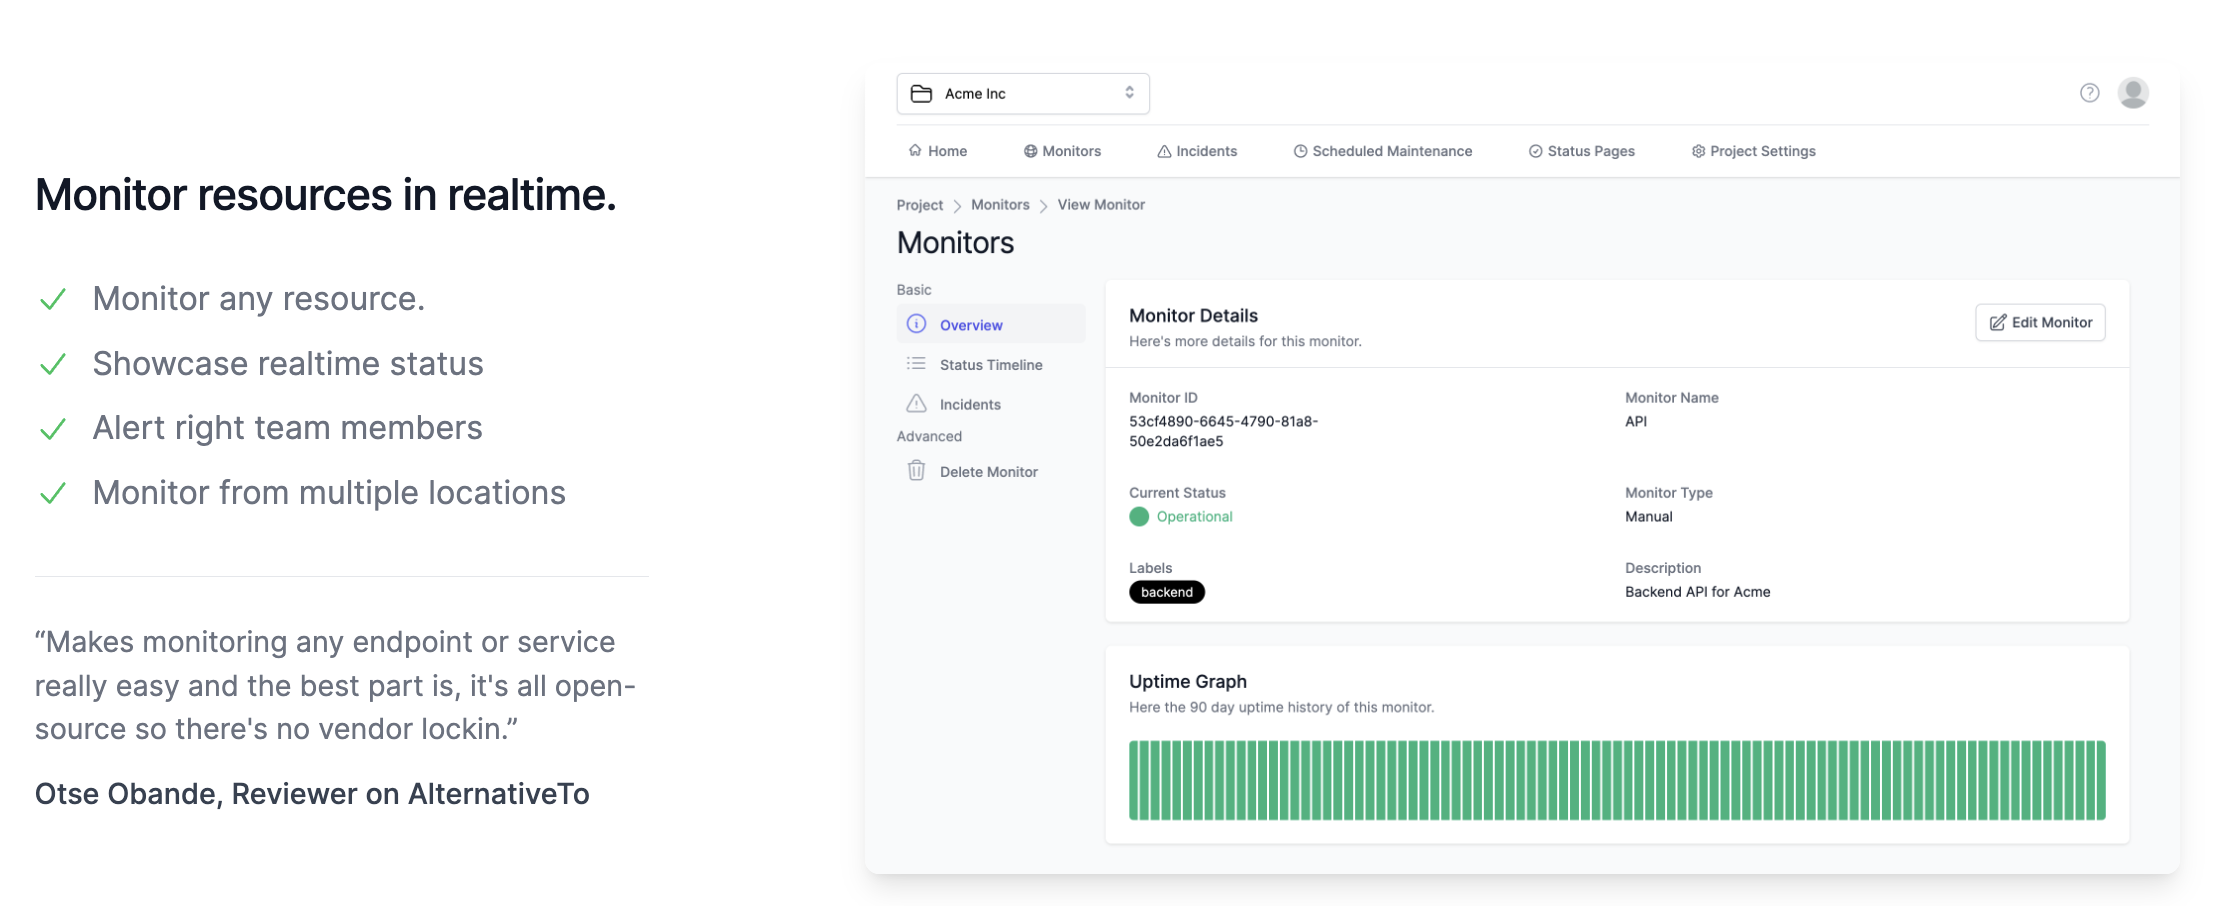 Monitor resources in realtime.
Monitor any resource.
Showcase realtime status
Alert right team members
Monitor from multiple locations
“Makes monitoring any endpoint or service
really easy and the best part is, it's all open-
source so there's no vendor lockin.”
Otse Obande, Reviewer on AlternativeTo
Acme Inc
Home Monitors Incidents Scheduled Maintenance Status Pages Project Settings
Project Monitors View Monitor
Monitors
Basic
Overview
Status Timeline
Incidents
Advanced
Delete Monitor
Monitor Details
Here's more details for this monitor.
Edit Monitor
Monitor ID
53cf4890-6645-4790-81a8-
50e2da6f1ae5
Monitor Name
API
Current Status
Operational
Monitor Type
Manual
Labels
backend
Description
Backend API for Acme
Uptime Graph
Here the 90 day uptime history of this monitor.